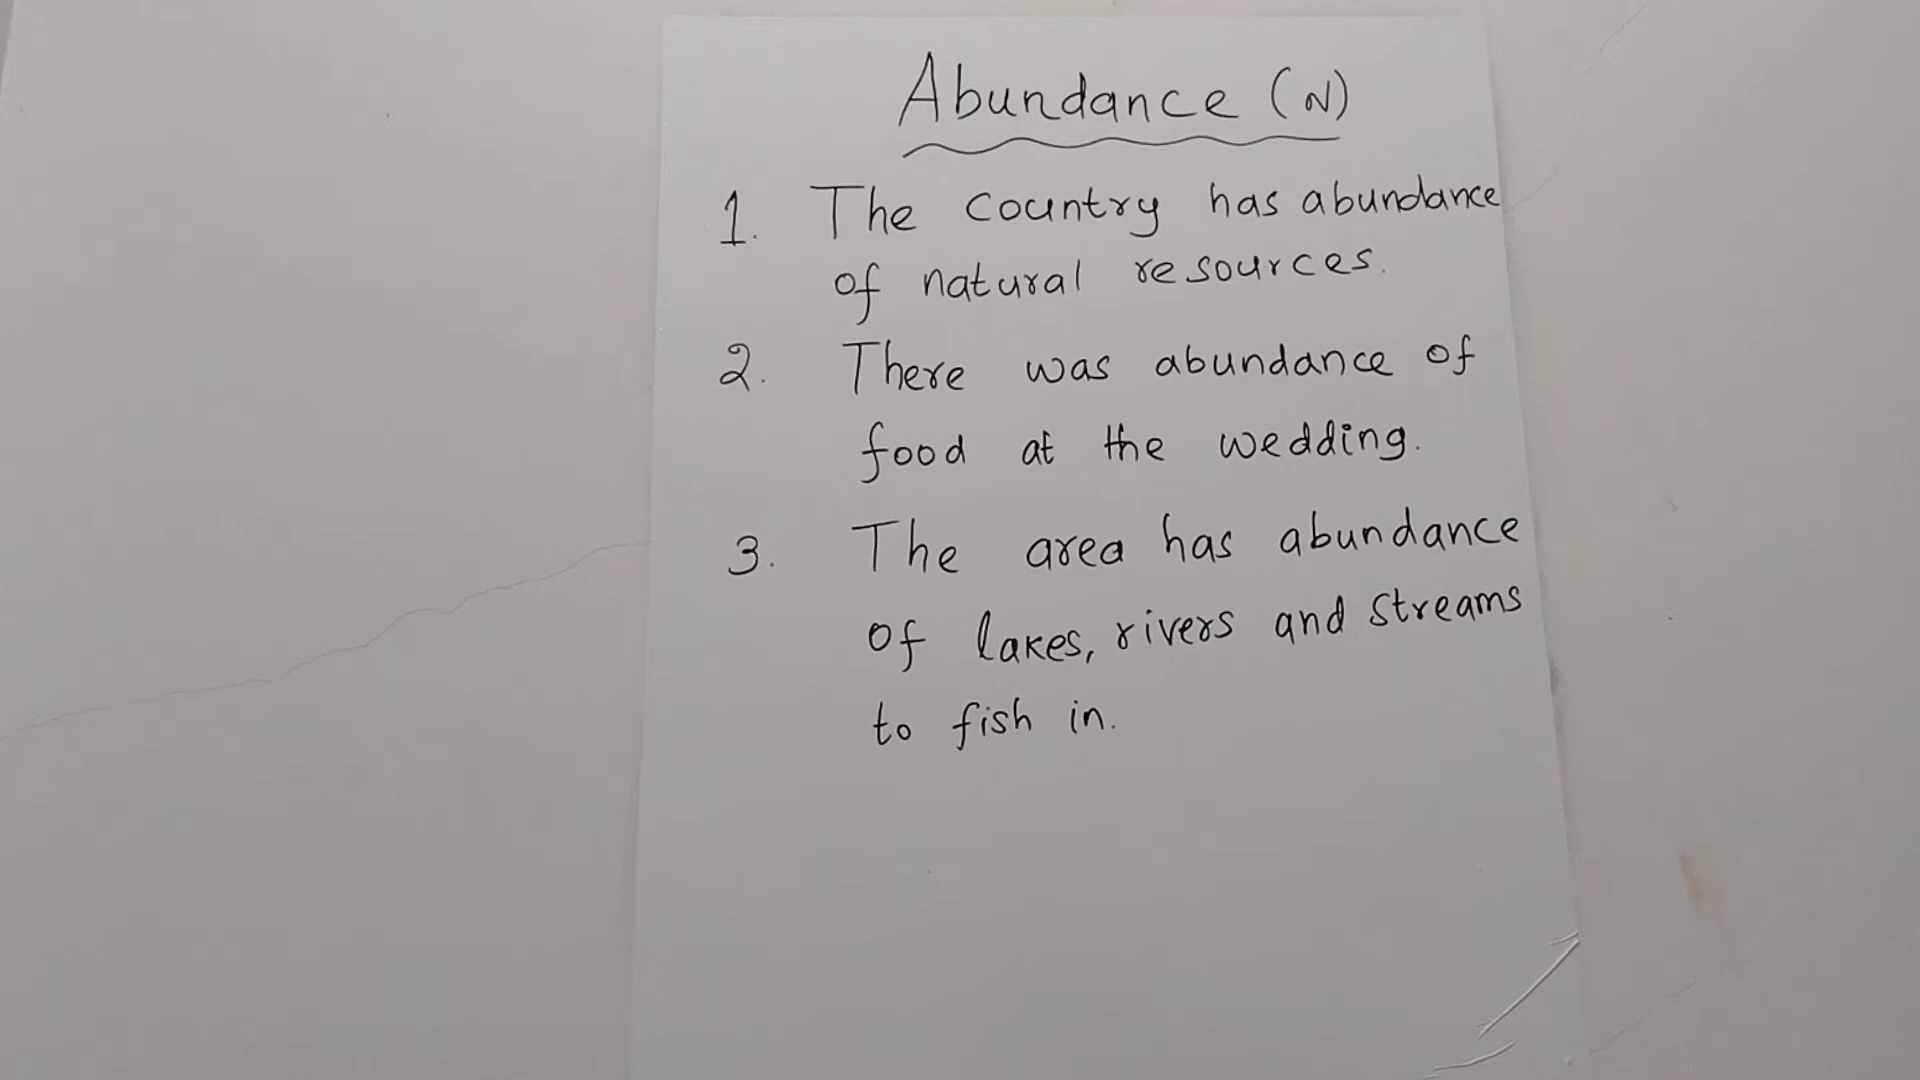 Abundance (N)
1. The Country has abundance
of natural resources.
2. There was abundance of
food at the wedding.
3. The area has abundance
of lakes, rivers and streams
to fish in.